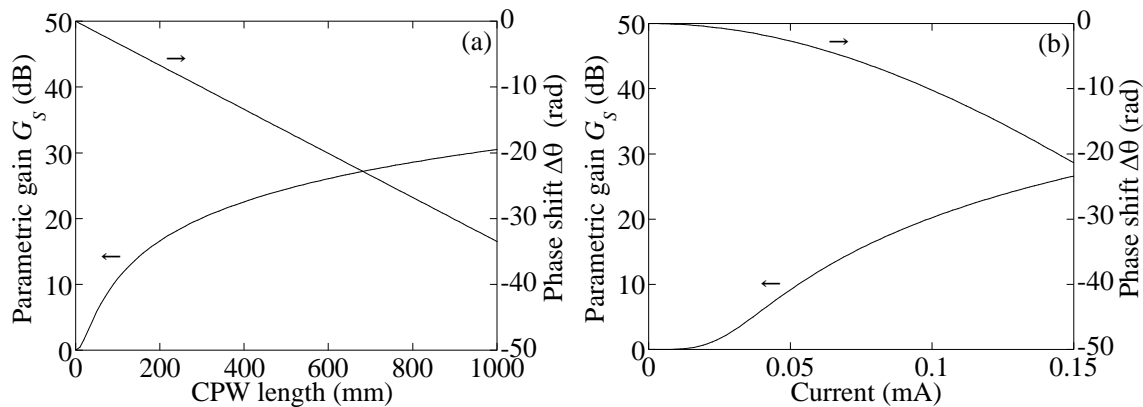 Parametric gain G_S (dB)
50
40
30
20
10
0
(a)
→
←
0
-10
-20
-30
-40
-50
Phase shift Δθ (rad)
0 200 400 600 800 1000
CPW length (mm)
Parametric gain G_S (dB)
50
40
30
20
10
0
(b)
→
←
0
-10
-20
-30
-40
-50
Phase shift Δθ (rad)
0 0.05 0.1 0.15
Current (mA)